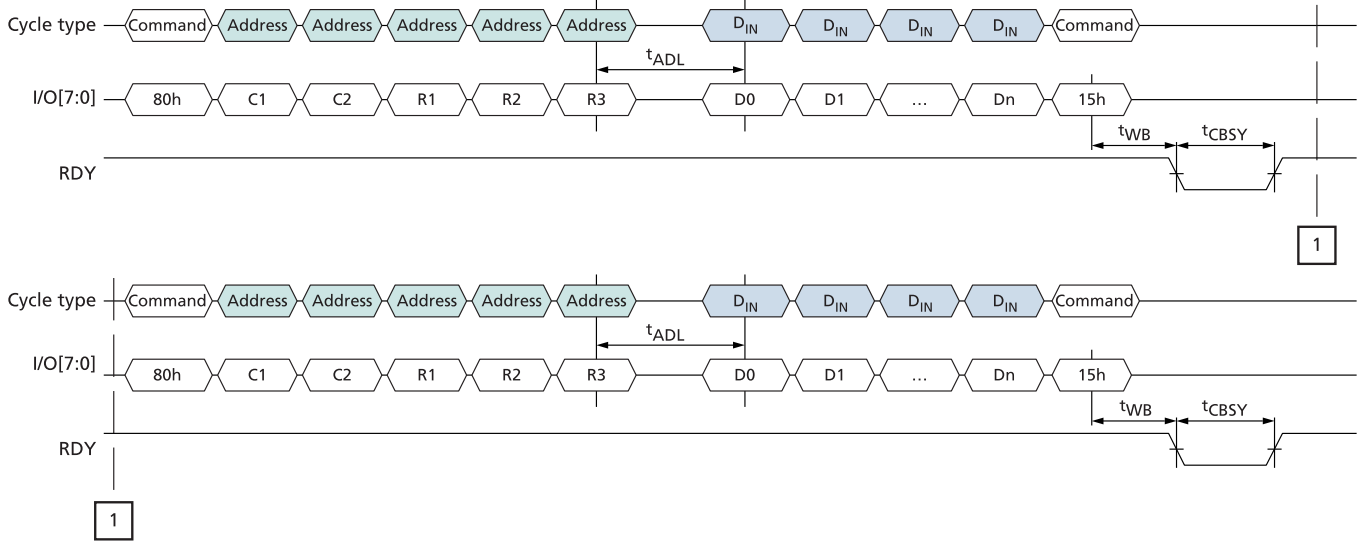 Cycle type Command Address Address Address Address Address DIN DIN DIN DIN Command
tADL
I/O[7:0] 80h C1 C2 R1 R2 R3 D0 D1 … Dn 15h
tWB tCBSY
RDY
1
Cycle type Command Address Address Address Address Address DIN DIN DIN DIN Command
tADL
I/O[7:0] 80h C1 C2 R1 R2 R3 D0 D1 … Dn 15h
tWB tCBSY
RDY
1